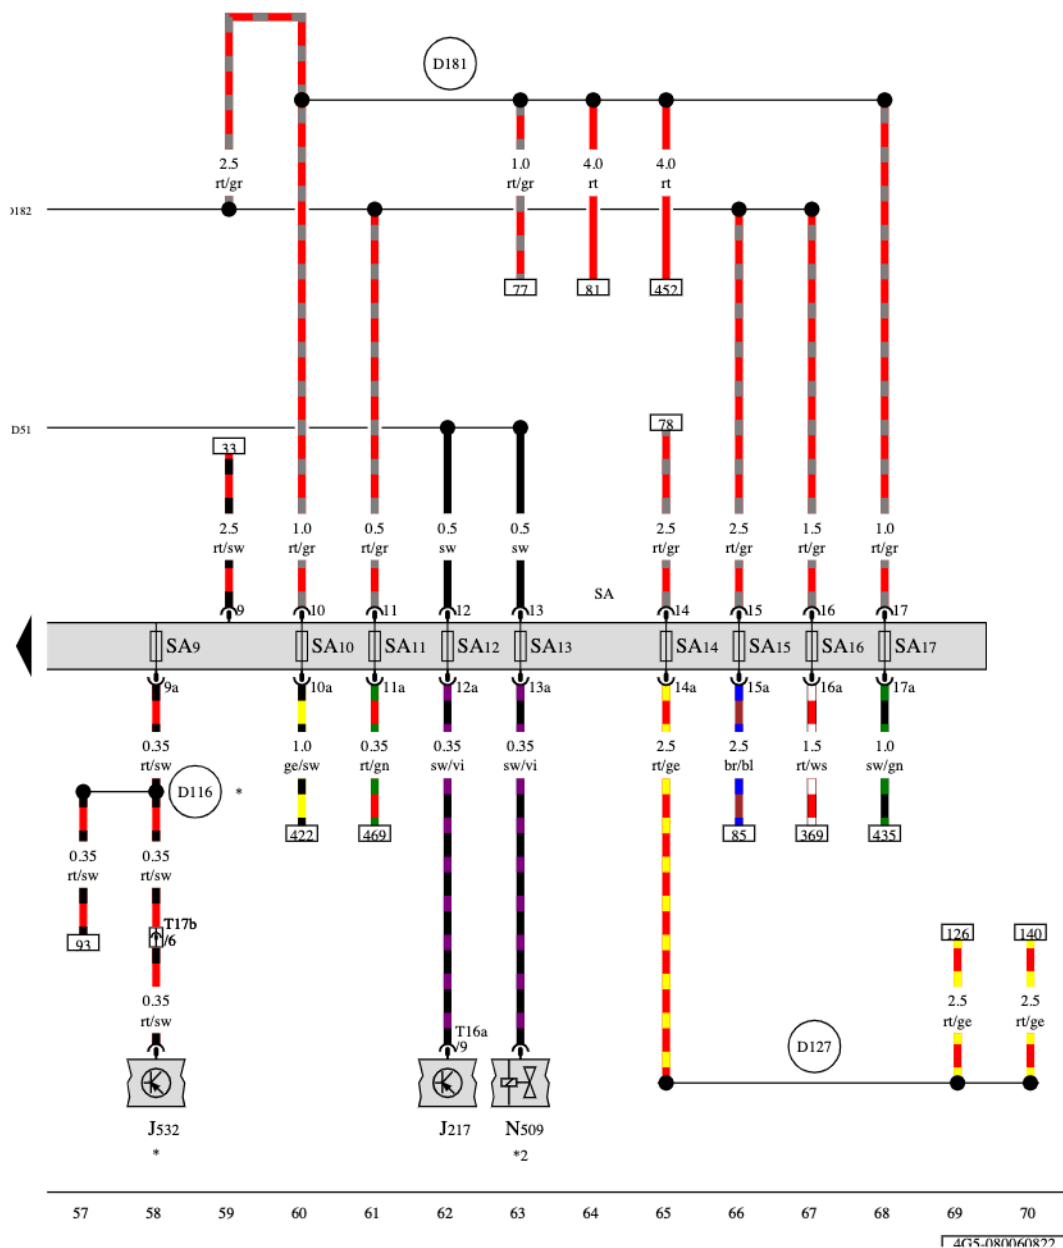 D181
2.5
rt/gr
1.0
rt/gr
4.0
rt
4.0
rt
D182
77
81
452
D51
33
78
2.5
rt/sw
1.0
rt/gr
0.5
rt/gr
0.5
sw
0.5
sw
2.5
rt/gr
2.5
rt/gr
1.5
rt/gr
1.0
rt/gr
SA
9
10
11
12
13
14
15
16
17
SA9
SA10
SA11
SA12
SA13
SA14
SA15
SA16
SA17
9a
10a
11a
12a
13a
14a
15a
16a
17a
0.35
rt/sw
1.0
ge/sw
0.35
rt/gn
0.35
sw/vi
0.35
sw/vi
2.5
rt/ge
2.5
br/bl
1.5
rt/ws
1.0
sw/gn
D116
*
422
469
85
369
435
0.35
rt/sw
0.35
rt/sw
T17b
/6
93
126
140
0.35
rt/sw
2.5
rt/ge
2.5
rt/ge
T16a
/9
D127
J532
*
J217
N509
*2
57 58 59 60 61 62 63 64 65 66 67 68 69 70
4G5-080060822